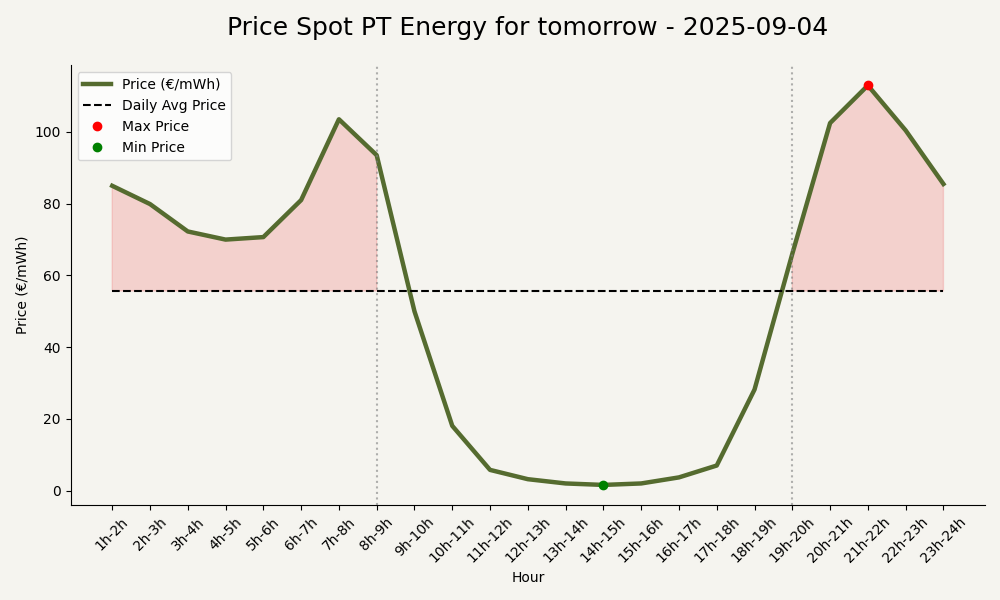 Price Spot PT Energy for tomorrow - 2025-09-04
Price (€/mWh)
Daily Avg Price
Max Price
Min Price
Price (€/mWh)
100
80
60
40
20
0
1h-2h
2h-3h
3h-4h
4h-5h
5h-6h
6h-7h
7h-8h
8h-9h
9h-10h
10h-11h
11h-12h
12h-13h
13h-14h
14h-15h
15h-16h
16h-17h
17h-18h
18h-19h
19h-20h
20h-21h
21h-22h
22h-23h
23h-24h
Hour